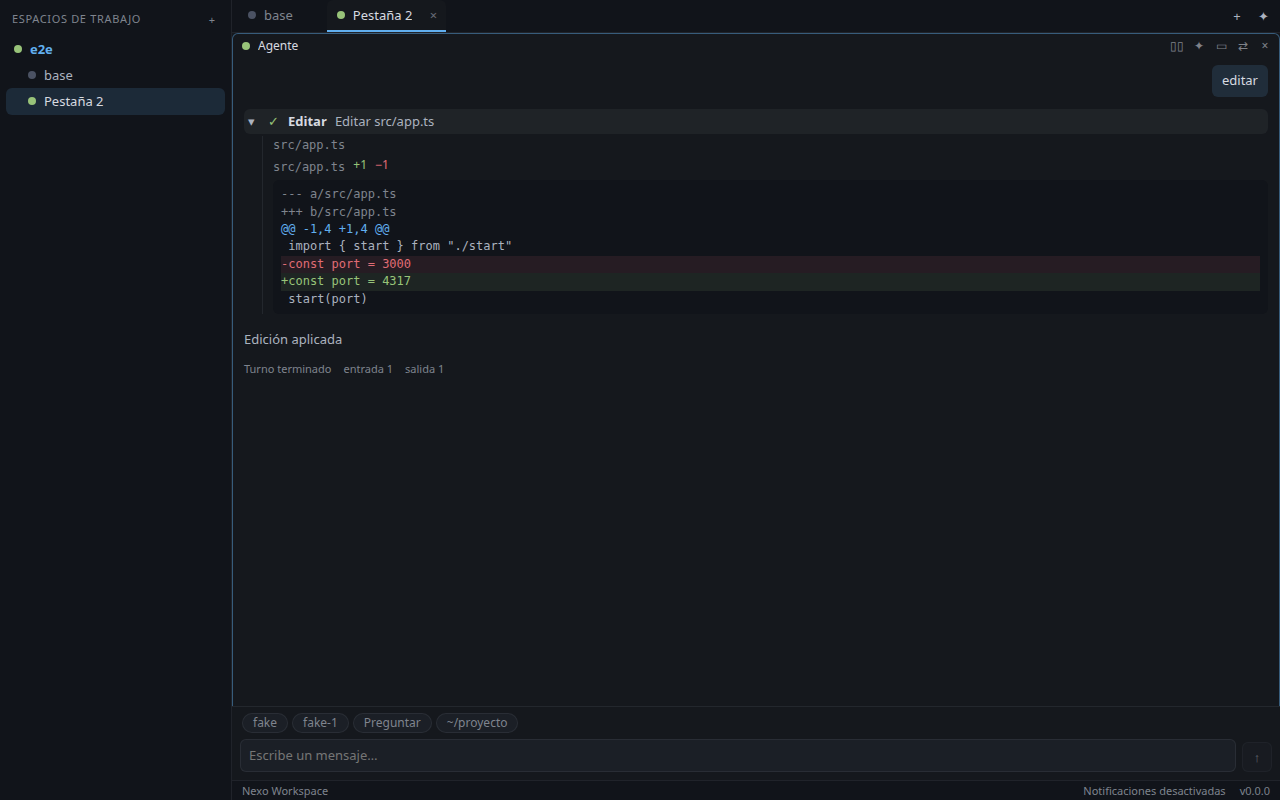 ESPACIOS DE TRABAJO +
e2e
base
Pestaña 2
base
Pestaña 2 ×
+ ✦
Agente
editar
▾ ✓ Editar Editar src/app.ts
src/app.ts
src/app.ts +1 −1
--- a/src/app.ts
+++ b/src/app.ts
@@ -1,4 +1,4 @@
import { start } from "./start"
-const port = 3000
+const port = 4317
start(port)
Edición aplicada
Turno terminado entrada 1 salida 1
fake fake-1 Preguntar ~/proyecto
Escribe un mensaje...
↑
Nexo Workspace
Notificaciones desactivadas v0.0.0